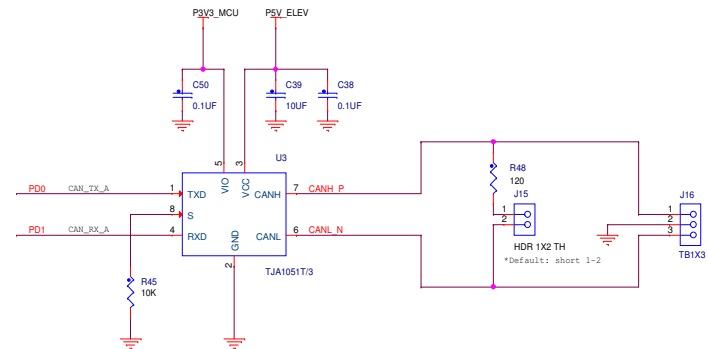 P3V3_MCU P5V_ELEV
C50 C39 C38
0.1UF 10UF 0.1UF
U3
5 3
VIO VCC
PD0 CAN_TX_A 1 TXD CANH 7 CANH_P
8 S
PD1 CAN_RX_A 4 RXD CANL 6 CANL_N
GND
2
TJA1051T/3
R45
10K
R48
120
J15
1
2
HDR 1X2 TH
*Default: short 1-2
J16
1
2
3
TB1X3